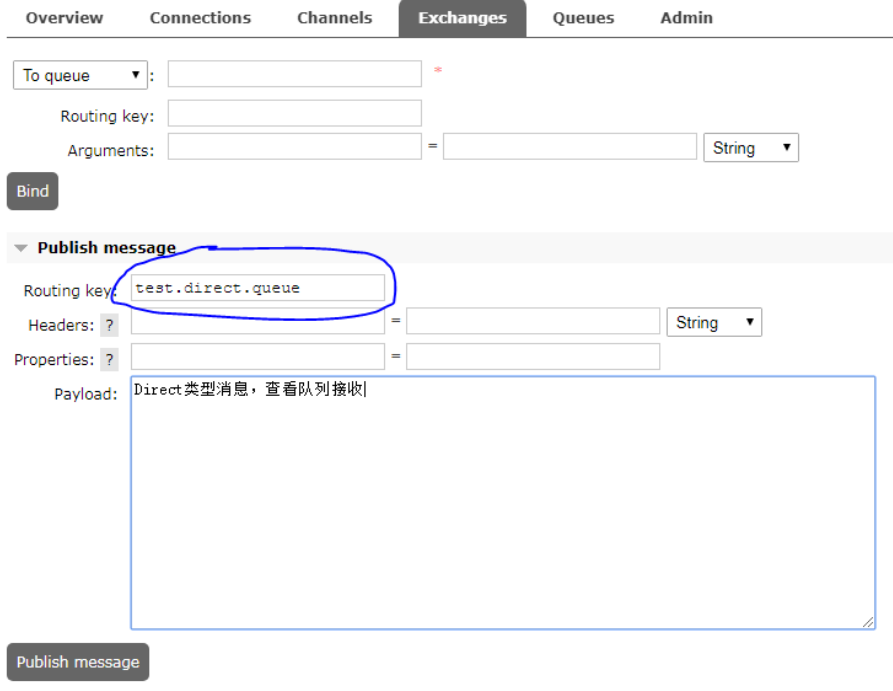 Overview Connections Channels Exchanges Queues Admin
To queue ▼ : *
Routing key:
Arguments: = String ▼
Bind
▼ Publish message
Routing key: test.direct.queue
Headers: ? = String ▼
Properties: ? =
Payload: Direct类型消息，查看队列接收
Publish message